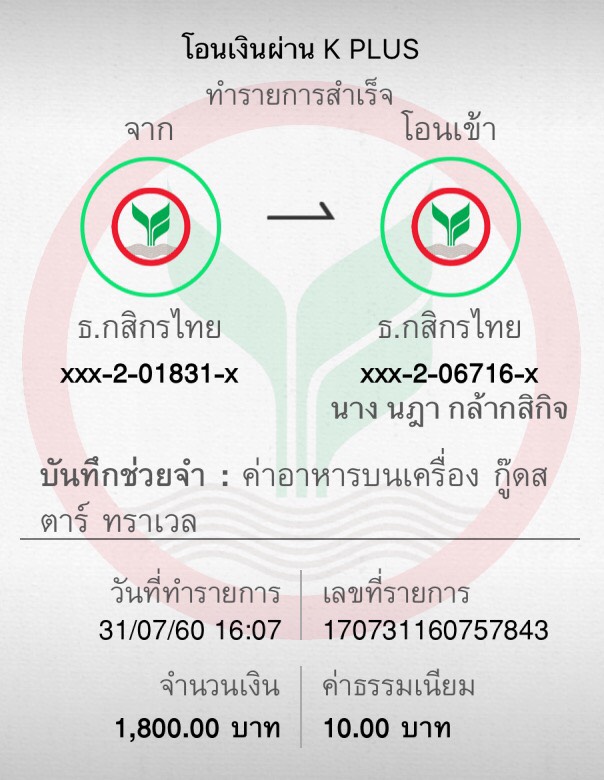 โอนเงินผ่าน K PLUS
ทำรายการสำเร็จ
จาก
โอนเข้า
ธ.กสิกรไทย
xxx-2-01831-x
ธ.กสิกรไทย
xxx-2-06716-x
นาง นฎา กล้ากสิกิจ
บันทึกช่วยจำ : ค่าอาหารบนเครื่อง กู๊ดส
ตาร์ ทราเวล
วันที่ทำรายการ
31/07/60 16:07
เลขที่รายการ
170731160757843
จำนวนเงิน
1,800.00 บาท
ค่าธรรมเนียม
10.00 บาท